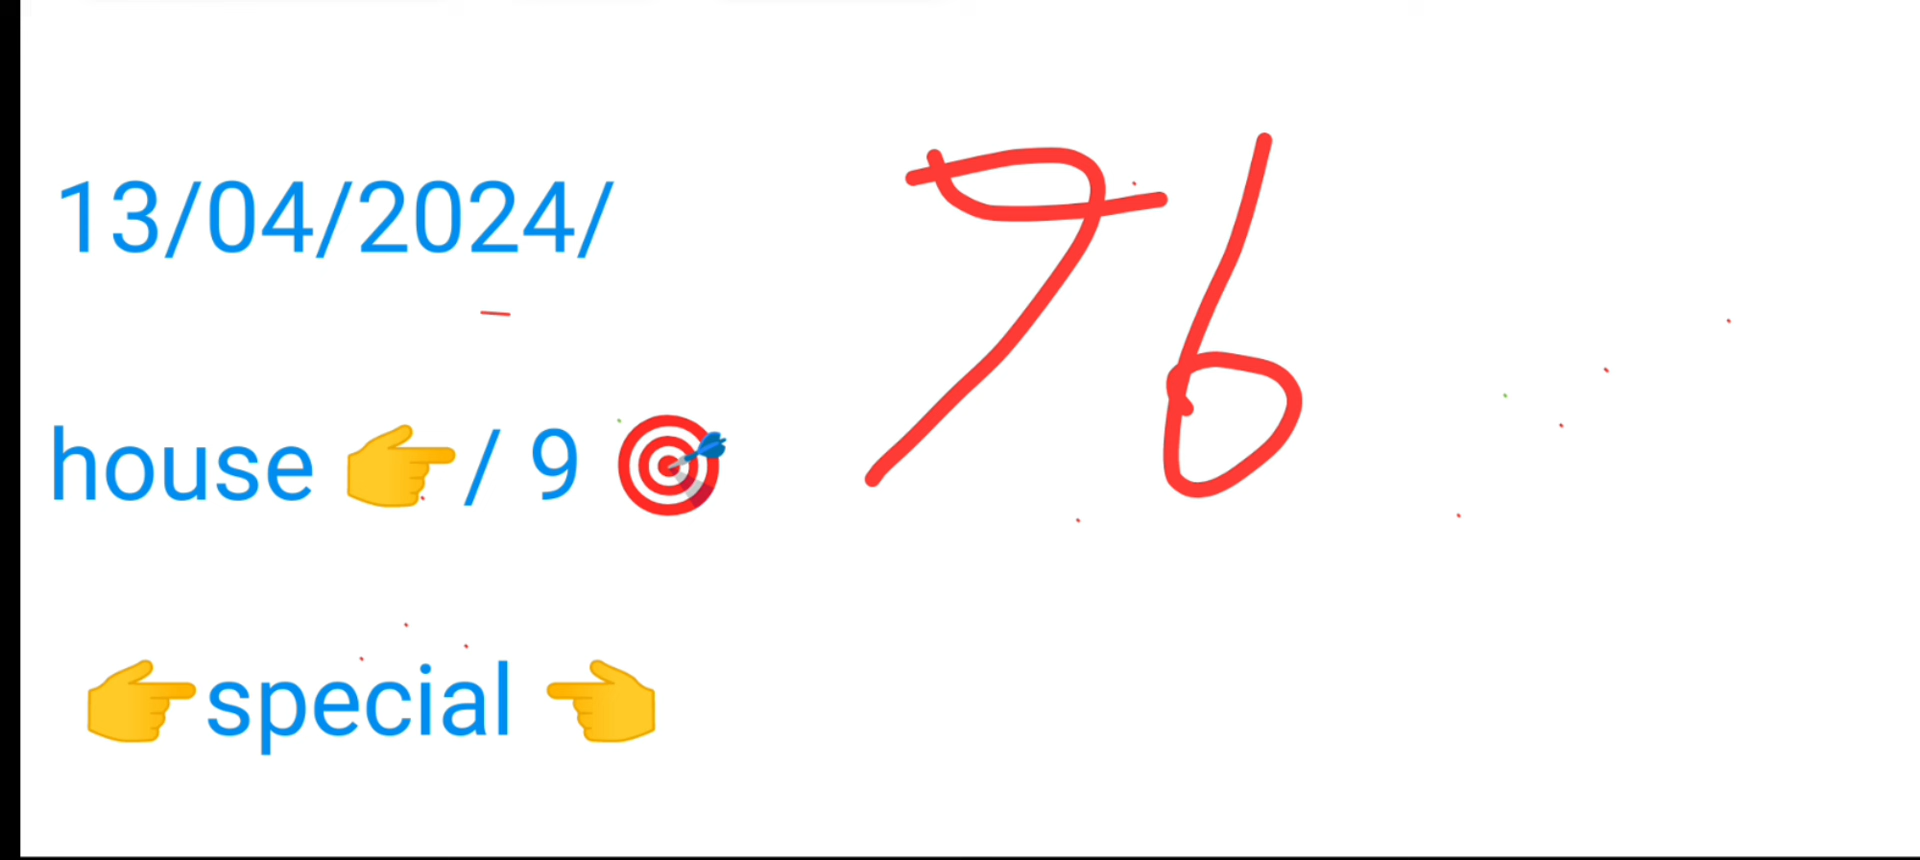 13/04/2024/
76
house 👉/ 9 🎯
👉special 👈